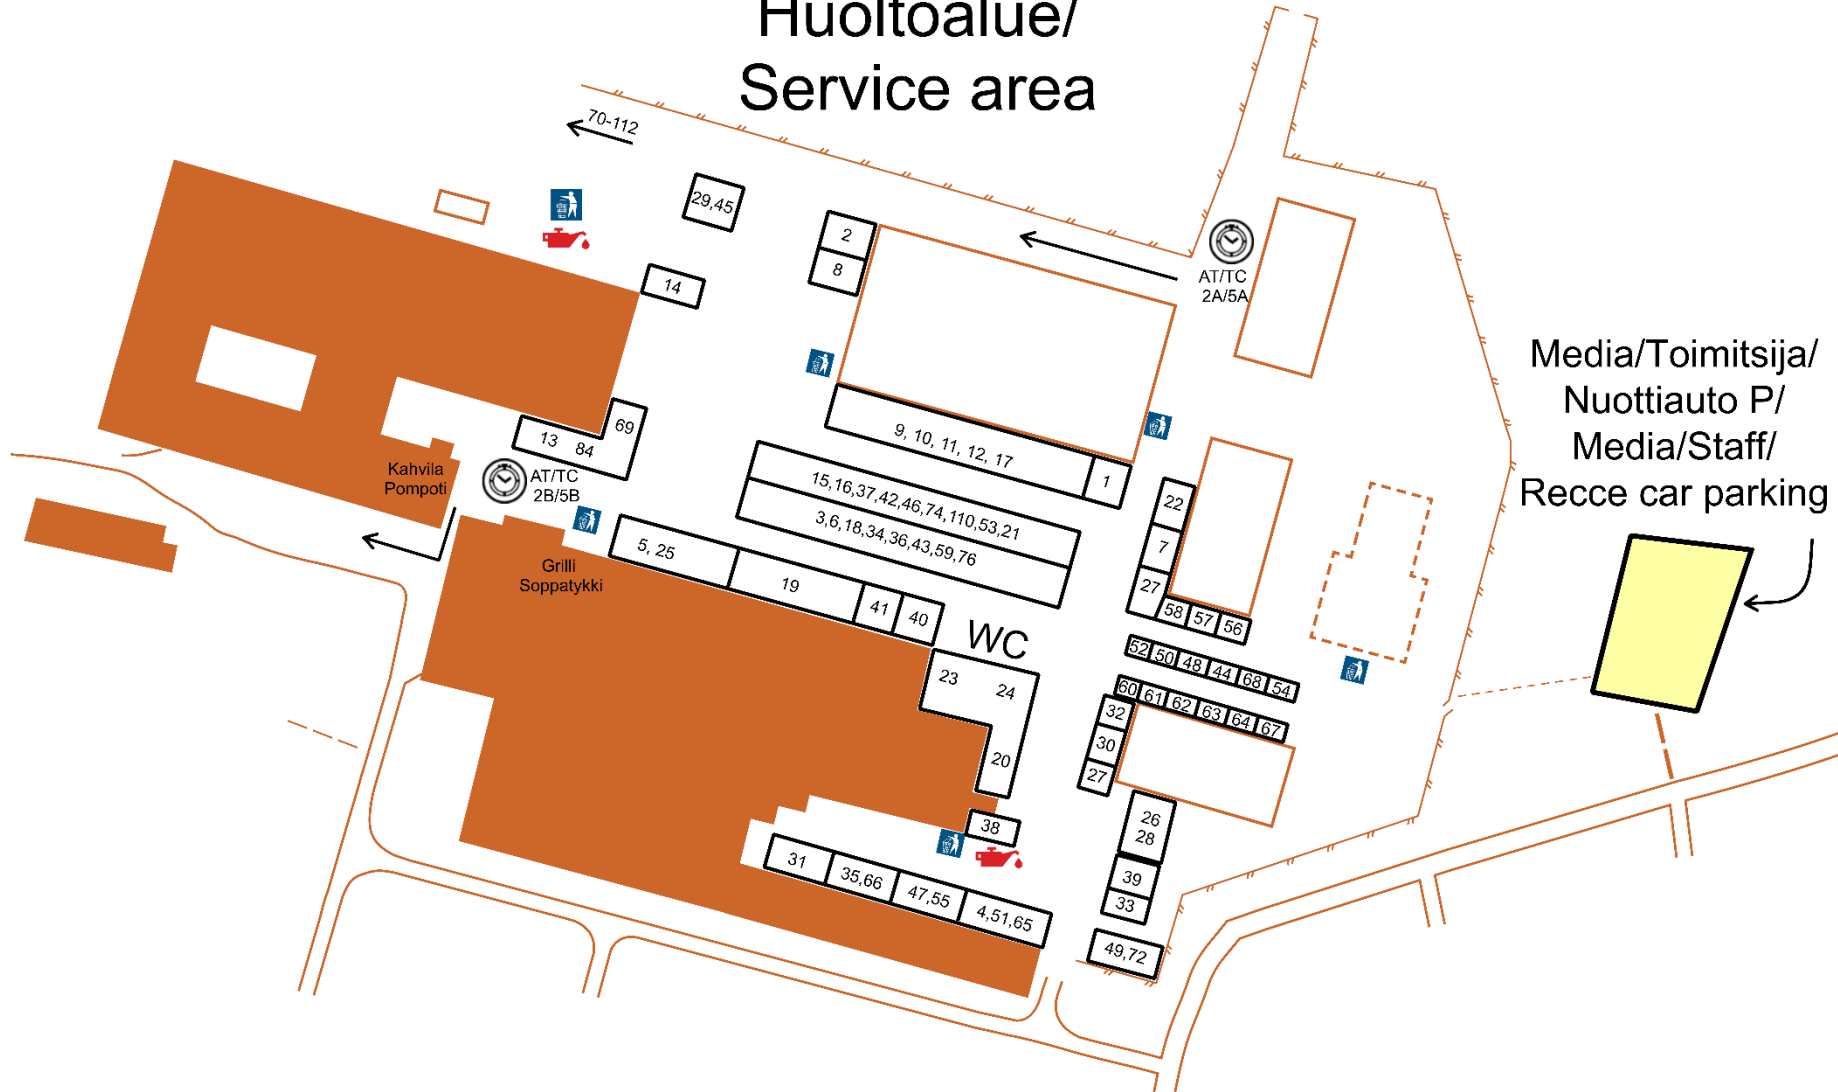 Huoltoalue/
Service area
70-112
29,45
2
8
14
AT/TC
2A/5A
Media/Toimitsija/
Nuottiauto P/
Media/Staff/
Recce car parking
69
13 84
9, 10, 11, 12, 17
1
Kahvila
Pompoti
AT/TC
2B/5B
15,16,37,42,46,74,110,53,21
3,6,18,34,36,43,59,76
22
7
27
58 57 56
5, 25
19
41
40
Grilli
Soppatykki
WC
52 50 48 44 68 54
60 61 62 63 64 67
23
24
20
32
30
27
38
26
28
31
35,66
47,55
4,51,65
39
33
49,72